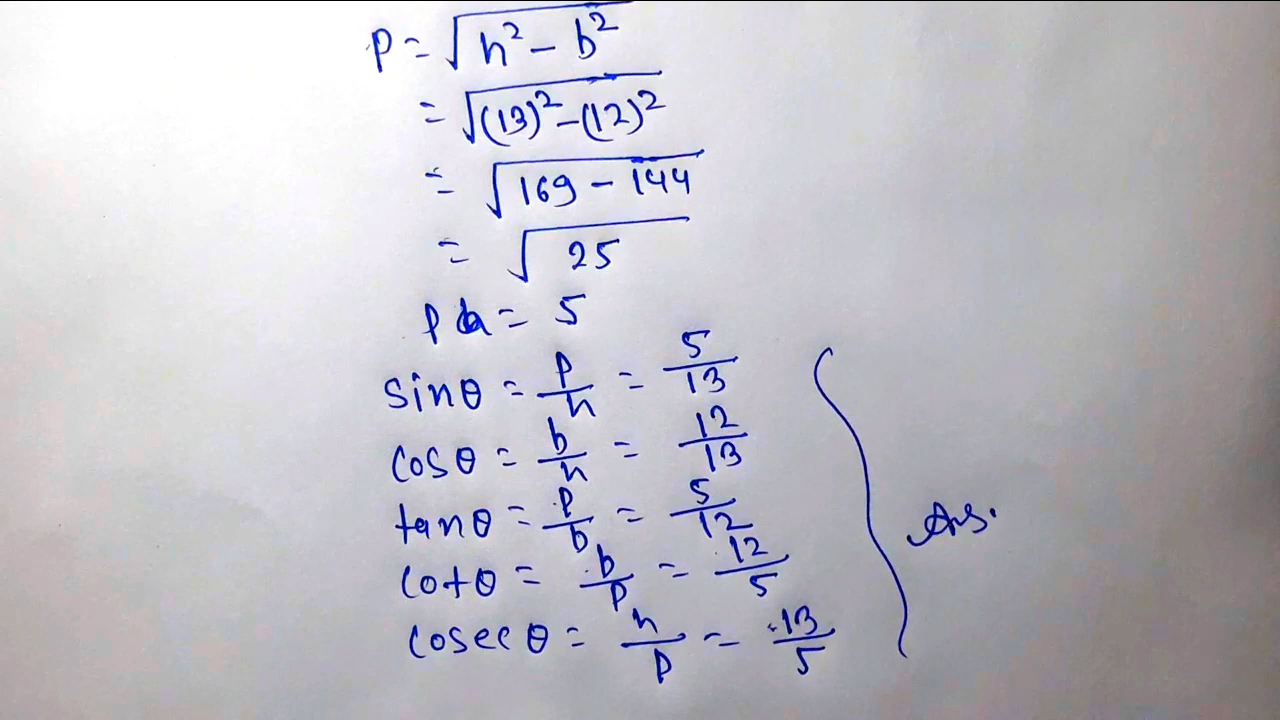 p = √(h² - b²)
= √((13)² - (12)²)
= √(169 - 144)
= √25
p = 5
sinθ = p/h = 5/13
cosθ = b/h = 12/13
tanθ = p/b = 5/12
cotθ = b/p = 12/5
cosecθ = h/p = 13/5
Ans.